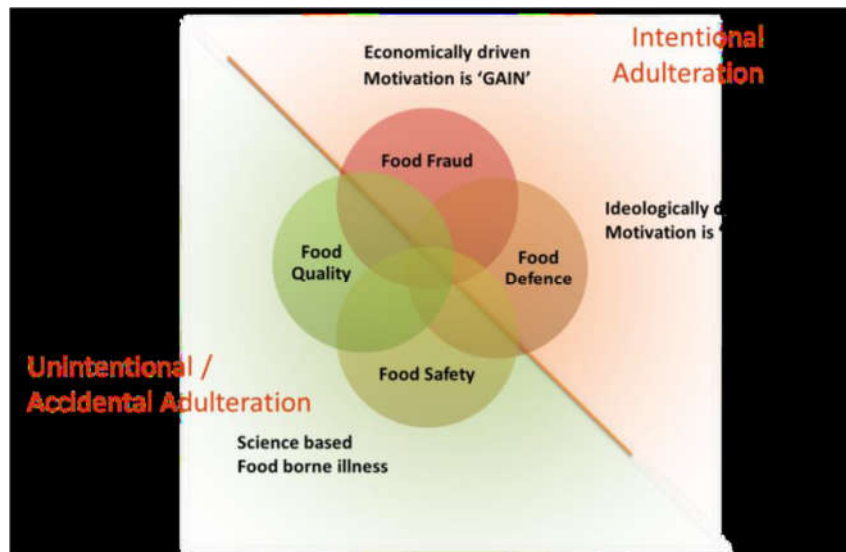 Intentional
Adulteration
Economically driven
Motivation is ‘GAIN’
Food Fraud
Ideologically
Motivation is ‘
Food
Quality
Food
Defence
Unintentional /
Accidental Adulteration
Food Safety
Science based
Food borne illness